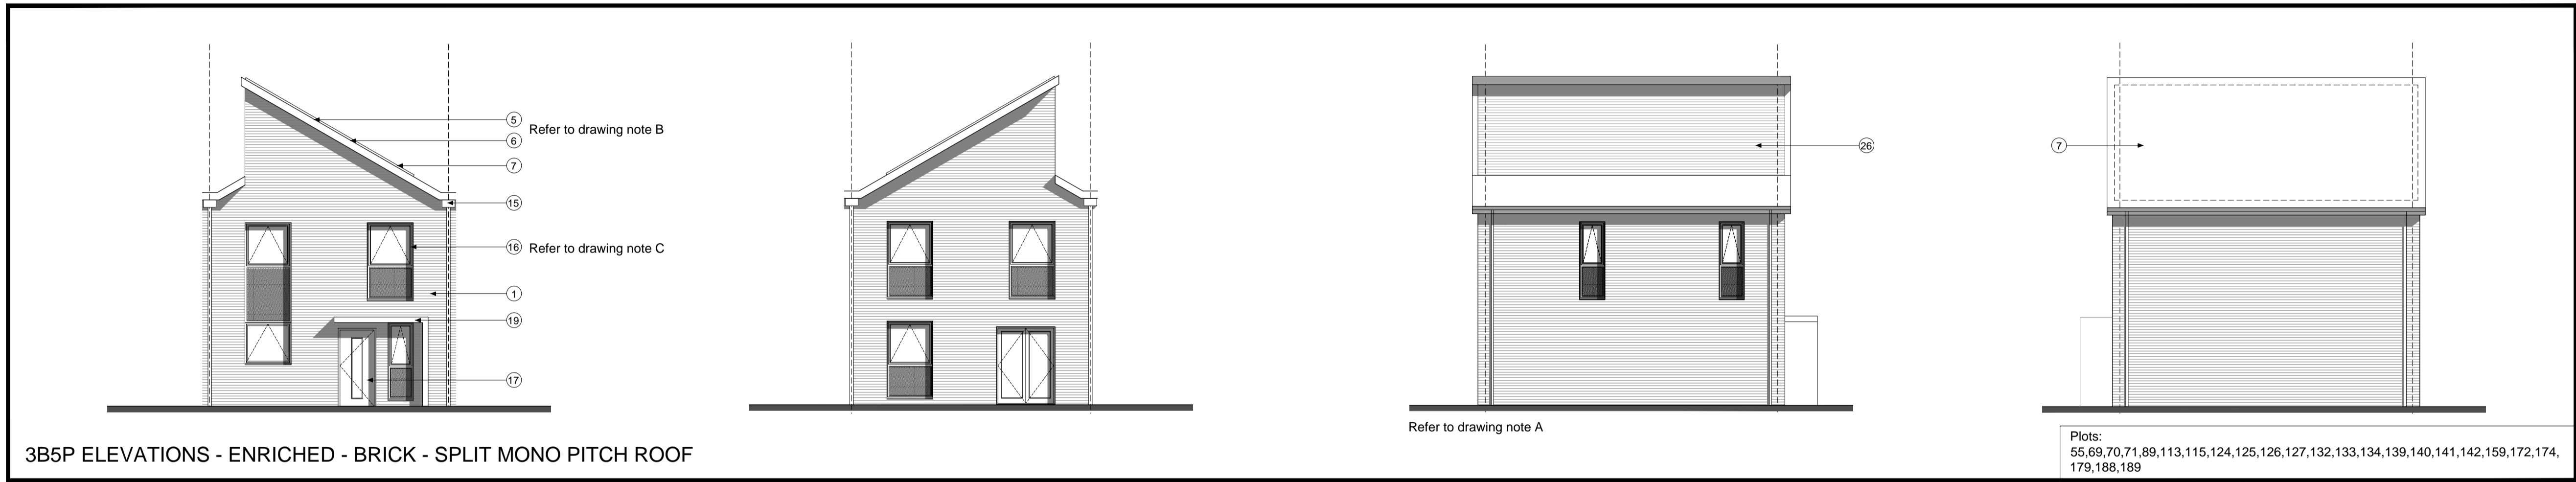 5
Refer to drawing note B
6
7
15
16 Refer to drawing note C
1
19
17
26
7
Refer to drawing note A
3B5P ELEVATIONS - ENRICHED - BRICK - SPLIT MONO PITCH ROOF
Plots:
55,69,70,71,89,113,115,124,125,126,127,132,133,134,139,140,141,142,159,172,174,
179,188,189